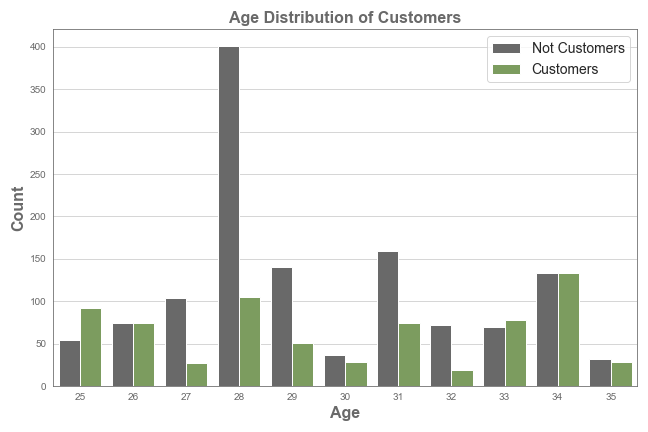 Age Distribution of Customers
Not Customers
Customers
Count
400
350
300
250
200
150
100
50
0
25 26 27 28 29 30 31 32 33 34 35
Age